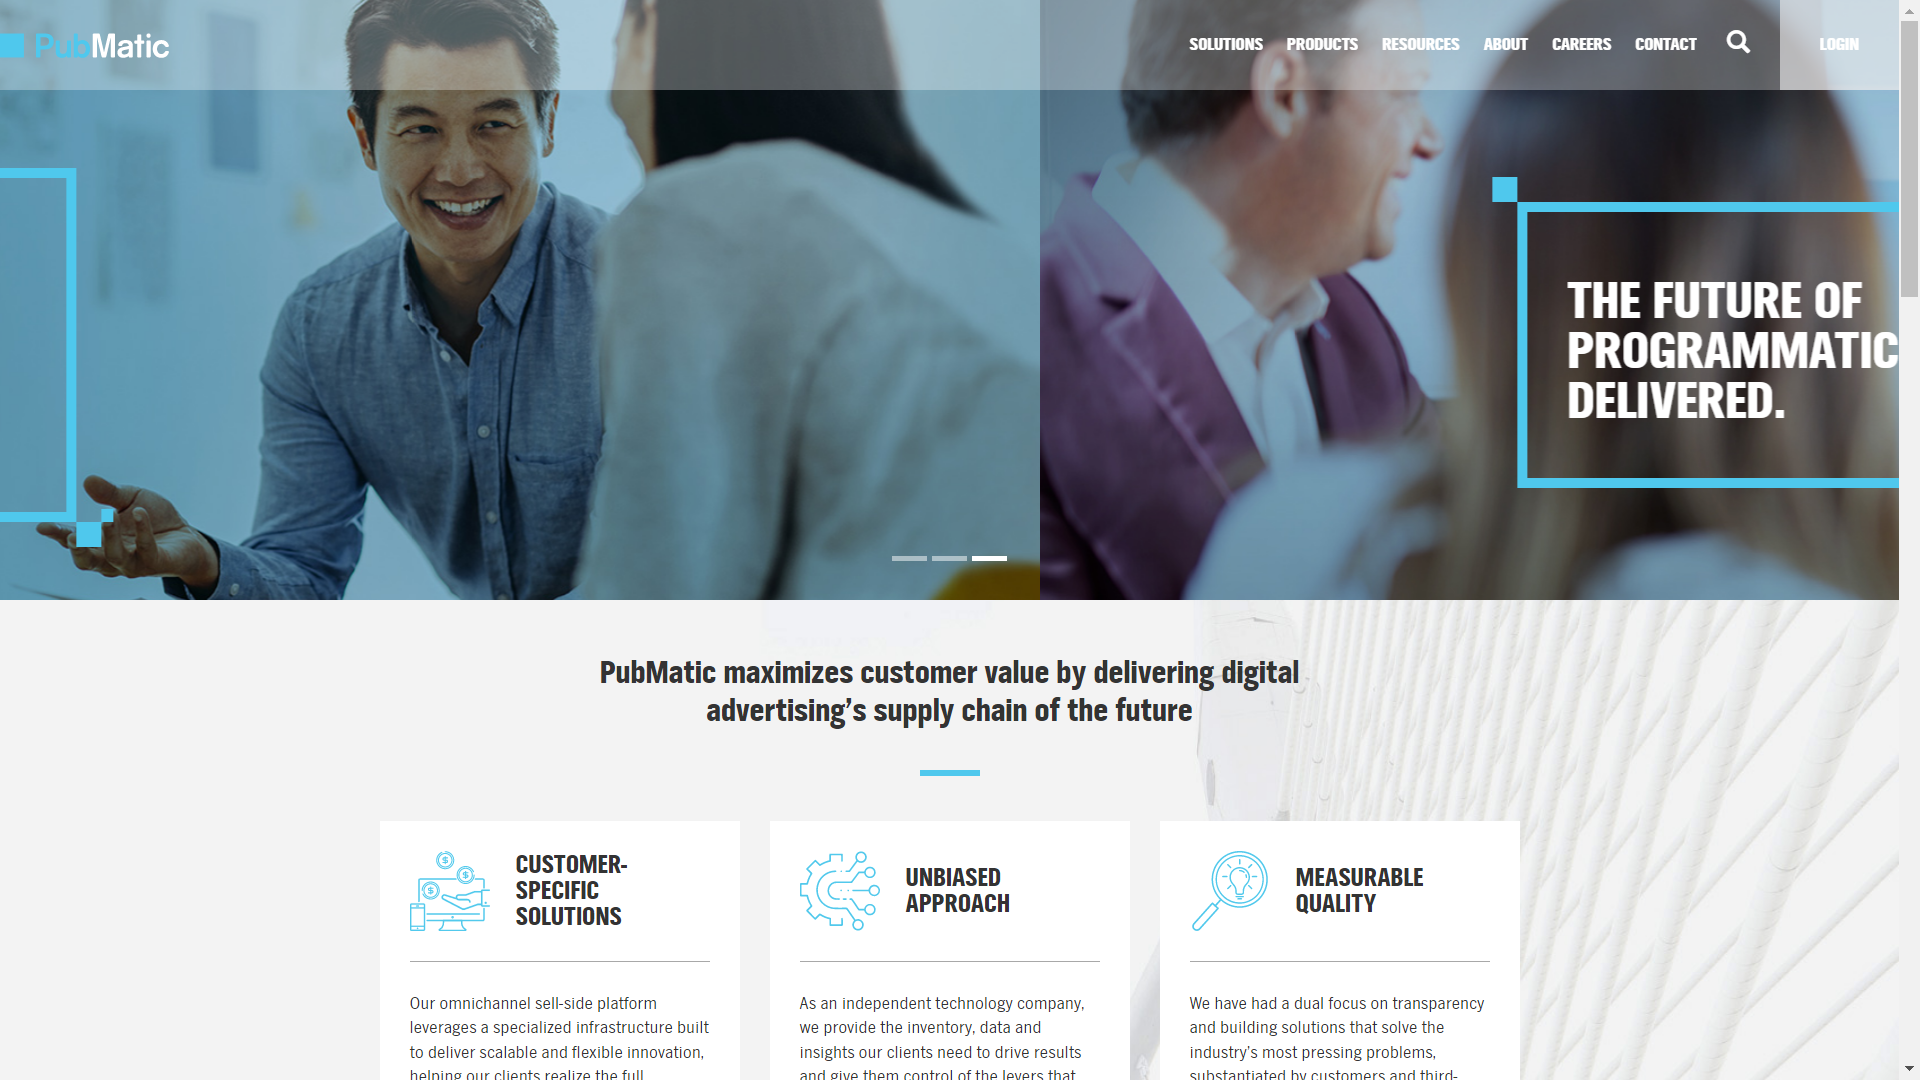 PubMatic
SOLUTIONS PRODUCTS RESOURCES ABOUT CAREERS CONTACT LOGIN
THE FUTURE OF
PROGRAMMATIC
DELIVERED.
PubMatic maximizes customer value by delivering digital
advertising’s supply chain of the future
CUSTOMER-
SPECIFIC
SOLUTIONS
Our omnichannel sell-side platform
leverages a specialized infrastructure built
to deliver scalable and flexible innovation,
helping our clients realize the full
UNBIASED
APPROACH
As an independent technology company,
we provide the inventory, data and
insights our clients need to drive results
and give them control of the levers that
MEASURABLE
QUALITY
We have had a dual focus on transparency
and building solutions that solve the
industry’s most pressing problems,
substantiated by customers and third-